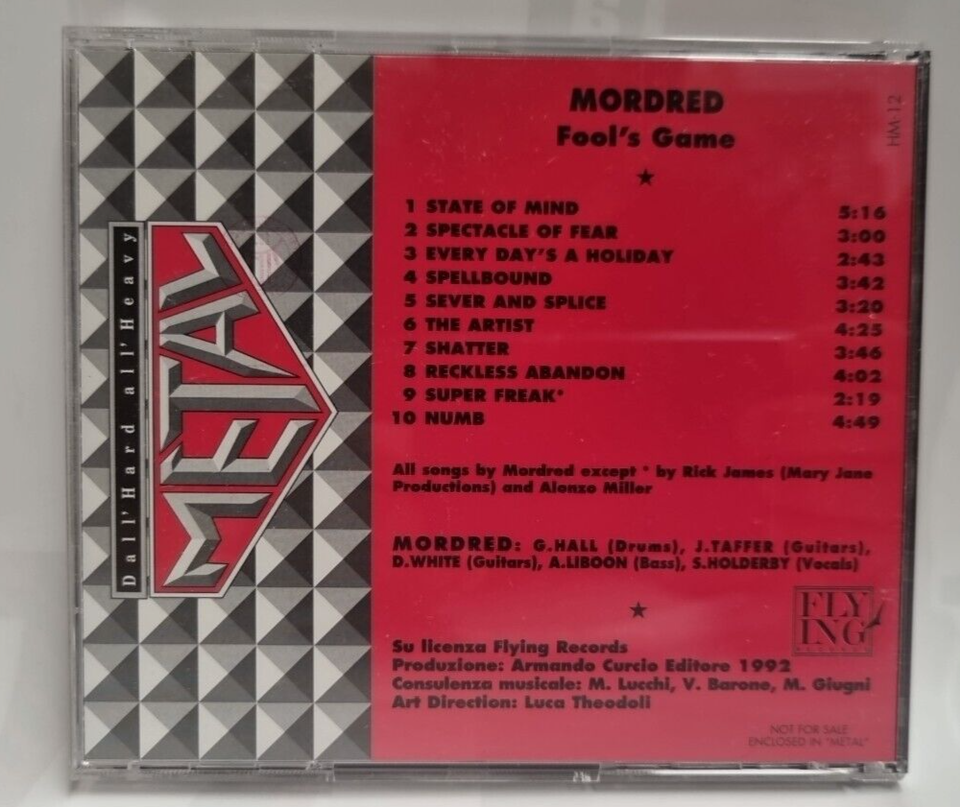 Dall'Hard all'Heavy
METAL
MORDRED
Fool's Game
HM-12
1 STATE OF MIND 5:16
2 SPECTACLE OF FEAR 3:00
3 EVERY DAY'S A HOLIDAY 2:43
4 SPELLBOUND 3:42
5 SEVER AND SPLICE 3:20
6 THE ARTIST 4:25
7 SHATTER 3:46
8 RECKLESS ABANDON 4:02
9 SUPER FREAK* 2:19
10 NUMB 4:49
All songs by Mordred except * by Rick James (Mary Jane
Productions) and Alonzo Miller
MORDRED: G.HALL (Drums), J.TAFFER (Guitars),
D.WHITE (Guitars), A.LIBOON (Bass), S.HOLDERBY (Vocals)
FLY
ING
RECORDS
Su licenza Flying Records
Produzione: Armando Curcio Editore 1992
Consulenza musicale: M. Lucchi, V. Barone, M. Giugni
Art Direction: Luca Theodoli
NOT FOR SALE
ENCLOSED IN "METAL"